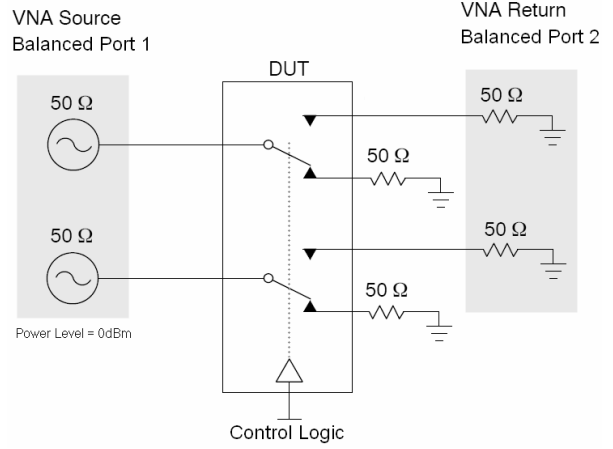 VNA Source
Balanced Port 1
VNA Return
Balanced Port 2
DUT
50 Ω
50 Ω
50 Ω
50 Ω
50 Ω
50 Ω
Power Level = 0dBm
Control Logic